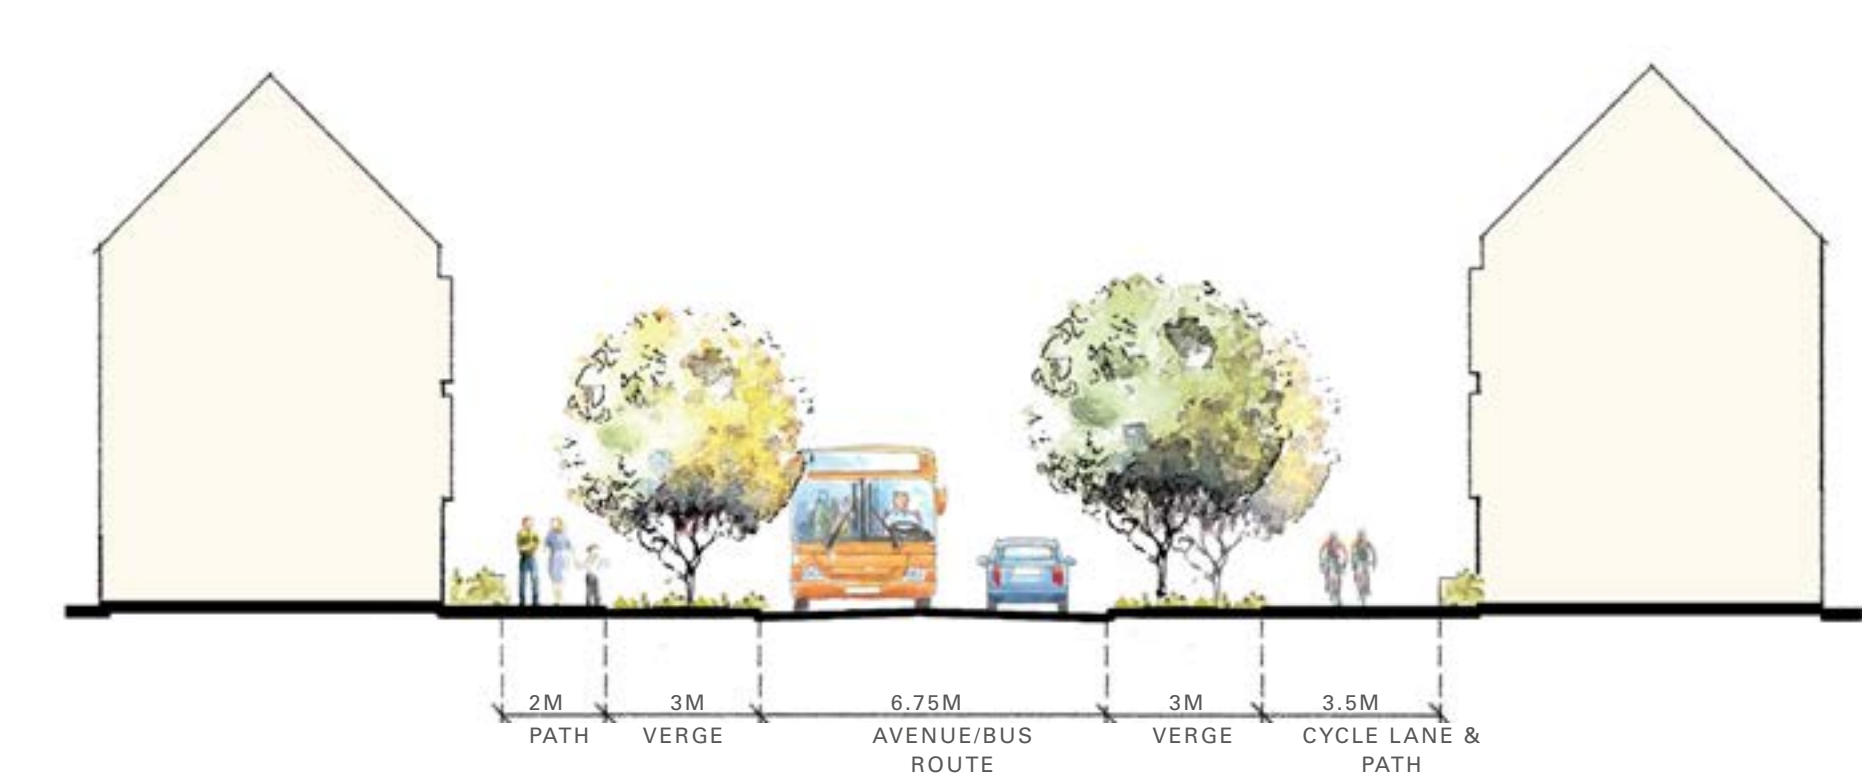 2M 3M 6.75M 3M 3.5M
PATH VERGE AVENUE/BUS VERGE CYCLE LANE &
ROUTE PATH